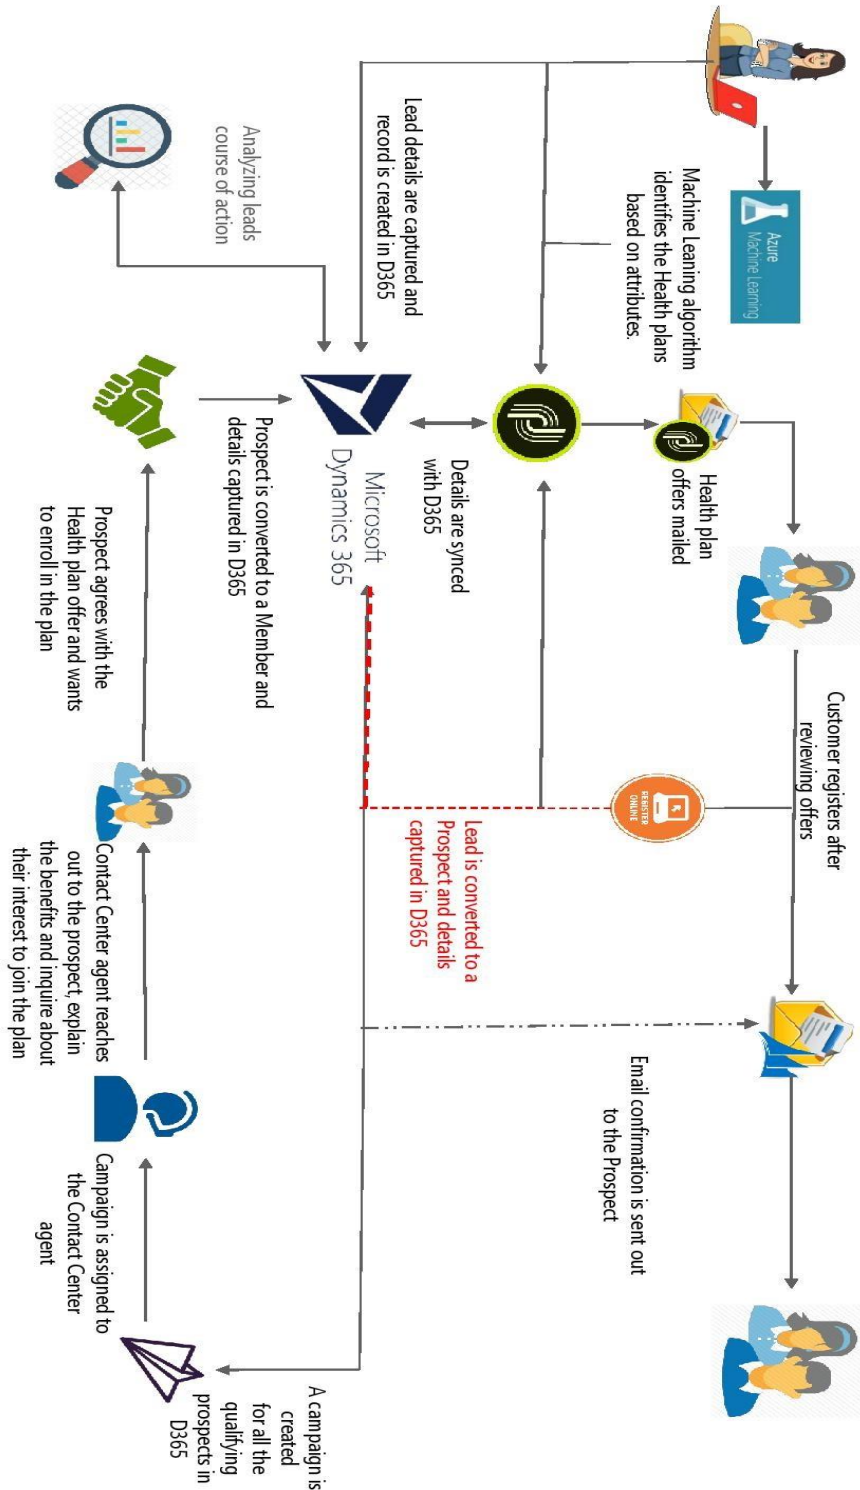 Azure
Machine Learning
Machine Leaning algorithm
identifies the Health plans
based on attributes.
Lead details are captured and
record is created in D365
Analyzing leads
course of action
Health plan
offers mailed
Details are synced
with D365
Microsoft
Dynamics 365
Prospect is converted to a Member and
details captured in D365
Customer registers after
reviewing offers
REGISTER
ONLINE
Lead is converted to a
Prospect and details
captured in D365
Prospect agrees with the
Health plan offer and wants
to enroll in the plan
Email confirmation is sent out
to the Prospect
Contact Center agent reaches
out to the prospect, explain
the benefits and inquire about
their interest to join the plan
Campaign is assigned to
the Contact Center
agent
A campaign is
created
for all the
qualifying
prospects in
D365